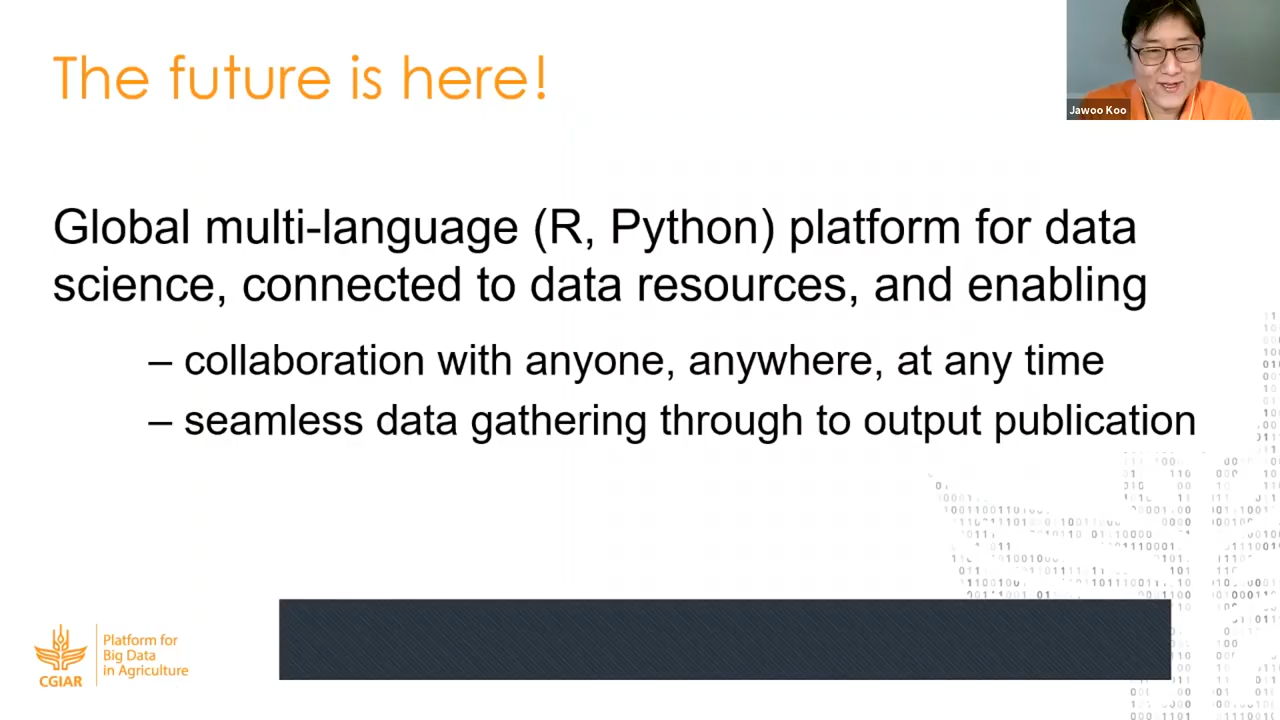 The future is here!
Jawoo Koo
Global multi-language (R, Python) platform for data
science, connected to data resources, and enabling
– collaboration with anyone, anywhere, at any time
– seamless data gathering through to output publication
CGIAR
Platform for
Big Data
in Agriculture